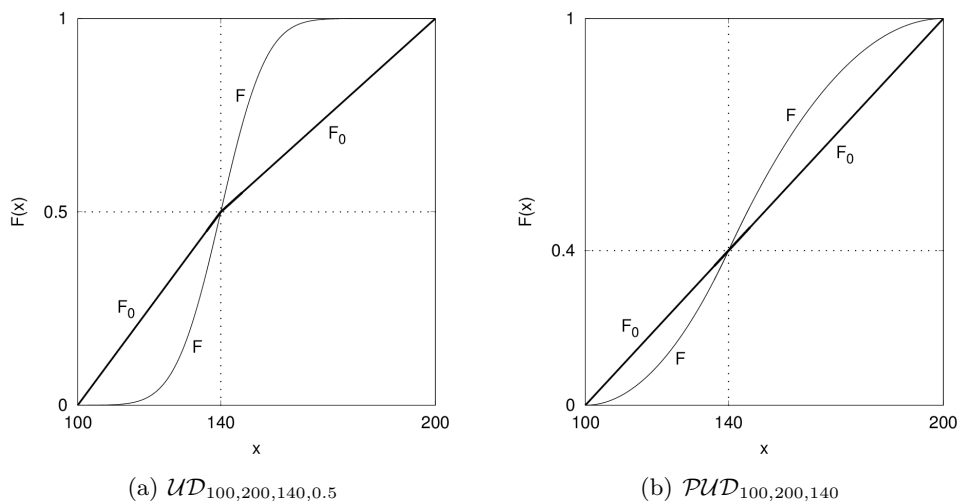 1
F
F₀
F(x)
0.5
F₀
F
0
100
140
200
x
(a) 𝒰𝒟₁₀₀,₂₀₀,₁₄₀,₀.₅
1
F
F₀
F(x)
0.4
F₀
F
0
100
140
200
x
(b) 𝒫𝒰𝒟₁₀₀,₂₀₀,₁₄₀